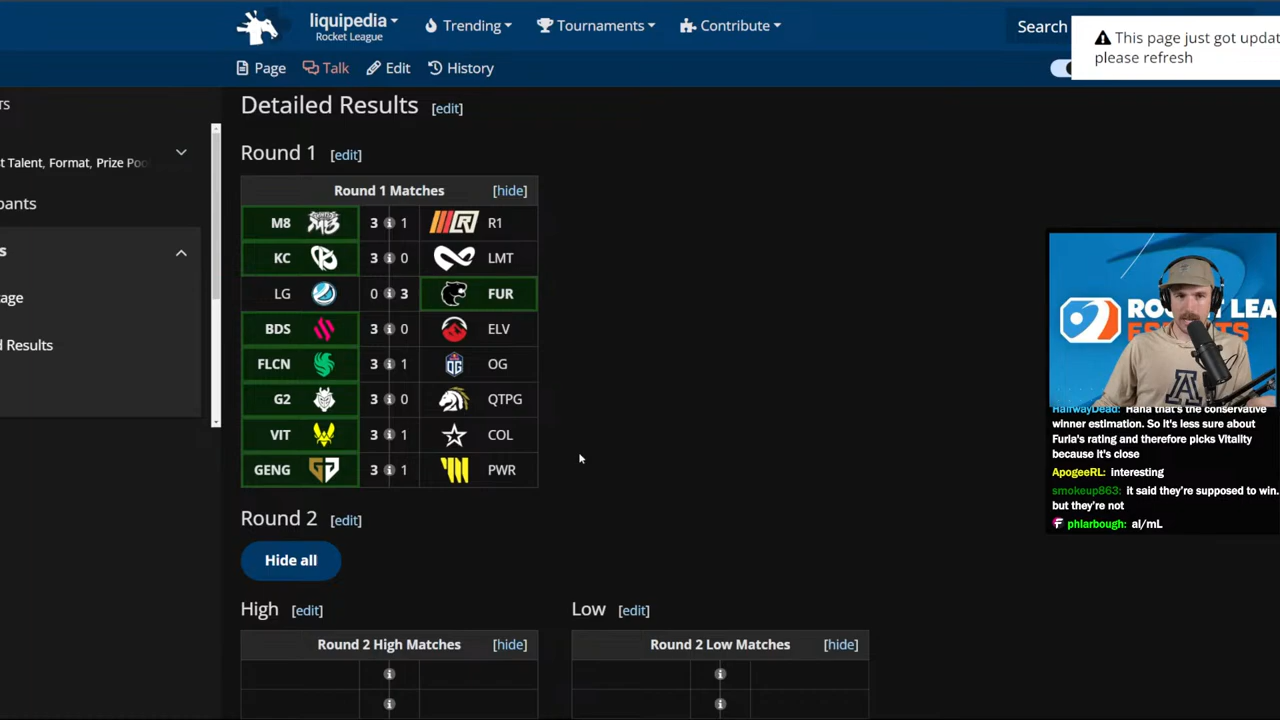 liquipedia
Rocket League
Trending
Tournaments
Contribute
Search
This page just got updat
please refresh
Page
Talk
Edit
History
rs
t Talent, Format, Prize Poo
pants
s
age
d Results
Detailed Results [edit]
Round 1 [edit]
Round 1 Matches [hide]
M8 3 1 R1
KC 3 0 LMT
LG 0 3 FUR
BDS 3 0 ELV
FLCN 3 1 OG
G2 3 0 QTPG
VIT 3 1 COL
GENG 3 1 PWR
Round 2 [edit]
Hide all
High [edit]
Low [edit]
Round 2 High Matches [hide]
Round 2 Low Matches [hide]
HalfwayDead: Haha that's the conservative
winner estimation. So it's less sure about
Furia's rating and therefore picks Vitality
because it's close
ApogeeRL: interesting
smokeup863: it said they're supposed to win.
but they're not
phlarbough: al/mL